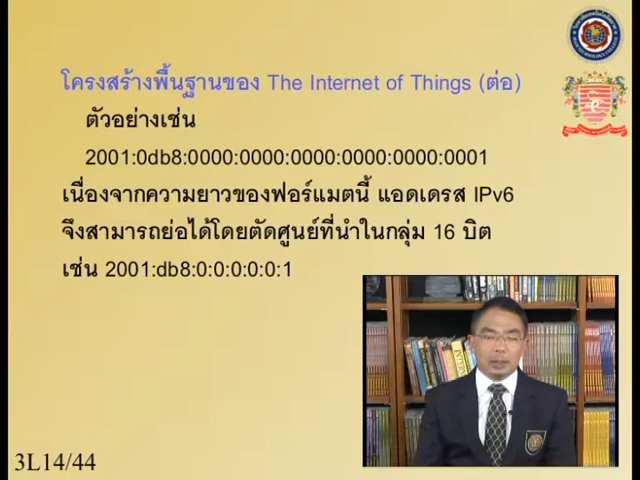 โครงสร้างพื้นฐานของ The Internet of Things (ต่อ)
ตัวอย่างเช่น
2001:0db8:0000:0000:0000:0000:0000:0001
เนื่องจากความยาวของฟอร์แมตนี้ แอดเดรส IPv6
จึงสามารถย่อได้โดยตัดศูนย์ที่นำในกลุ่ม 16 บิต
เช่น 2001:db8:0:0:0:0:0:1
3L14/44